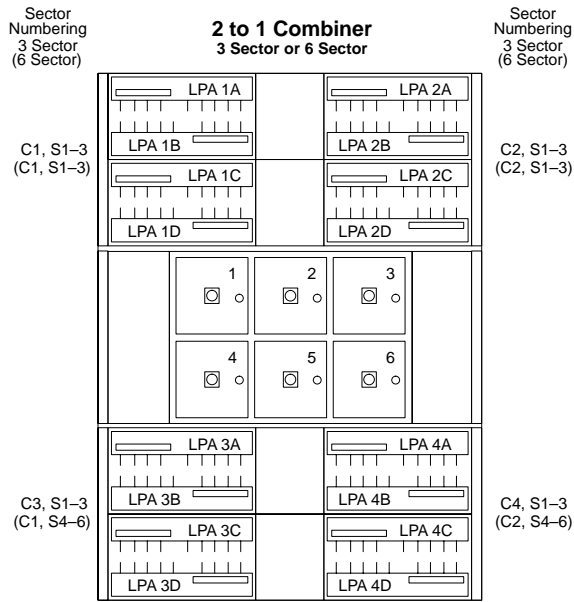 Sector
Numbering
3 Sector
(6 Sector)
2 to 1 Combiner
3 Sector or 6 Sector
Sector
Numbering
3 Sector
(6 Sector)
LPA 1A
LPA 2A
C1, S1–3
(C1, S1–3)
LPA 1B
LPA 2B
C2, S1–3
(C2, S1–3)
LPA 1C
LPA 2C
LPA 1D
LPA 2D
1
2
3
4
5
6
LPA 3A
LPA 4A
C3, S1–3
(C1, S4–6)
LPA 3B
LPA 4B
C4, S1–3
(C2, S4–6)
LPA 3C
LPA 4C
LPA 3D
LPA 4D